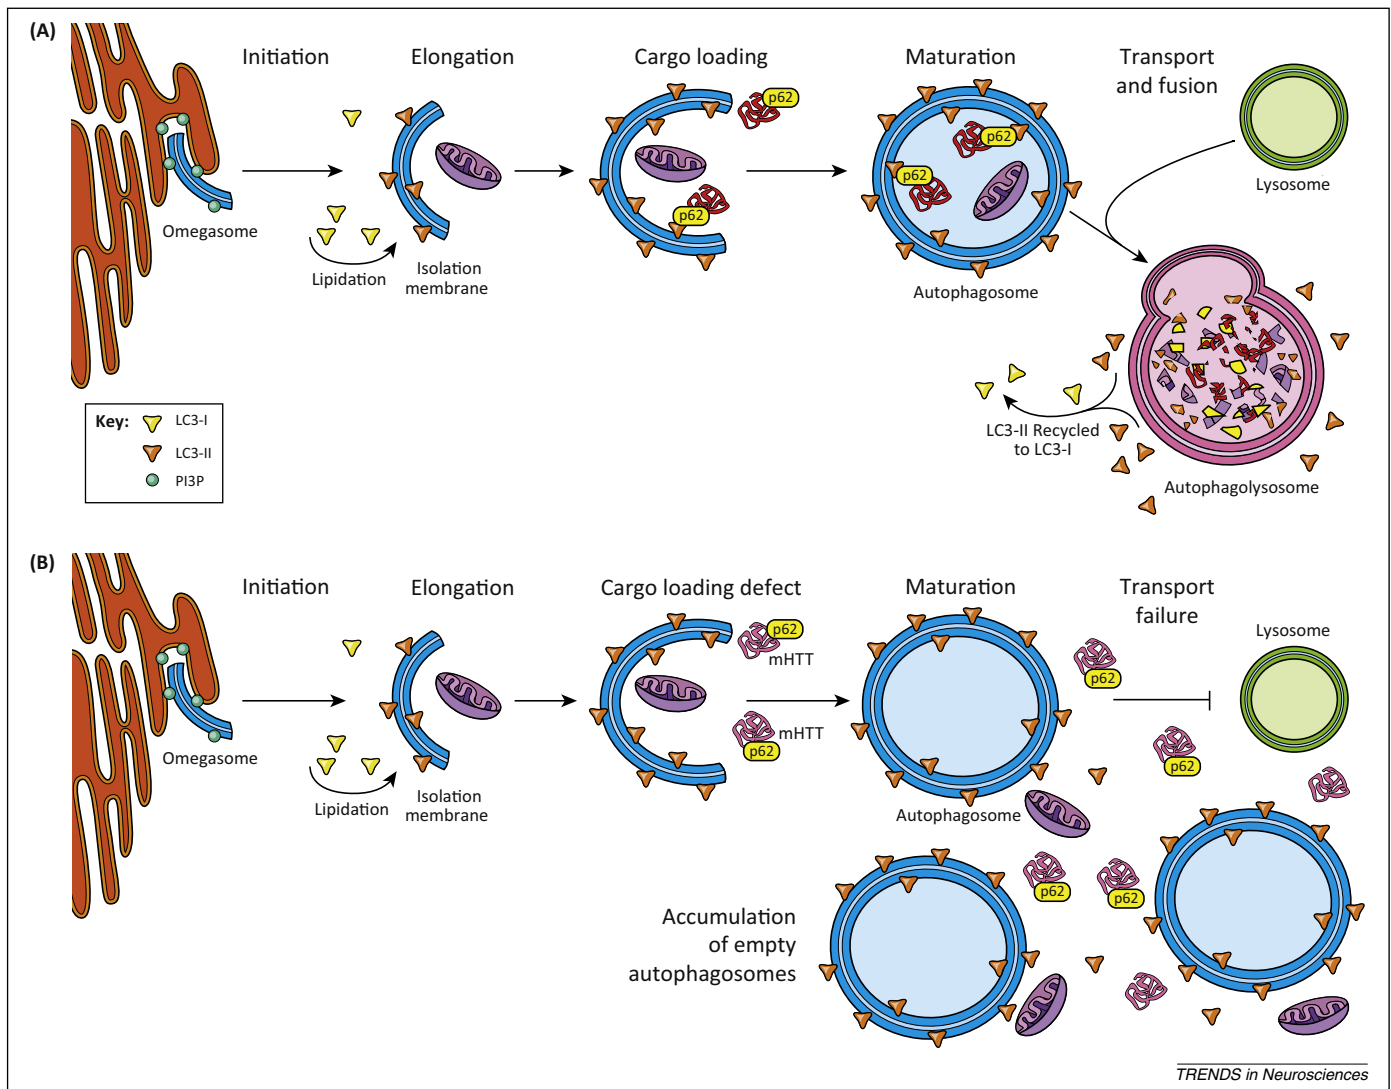 (A)
Initiation
Elongation
Cargo loading
Maturation
Transport
and fusion
p62
p62
p62
p62
Lysosome
Omegasome
Lipidation
Isolation
membrane
Autophagosome
Key:
LC3-I
LC3-II
PI3P
LC3-II Recycled
to LC3-I
Autophagolysosome
(B)
Initiation
Elongation
Cargo loading defect
Maturation
Transport
failure
Lysosome
p62
mHTT
mHTT
p62
p62
p62
Omegasome
Lipidation
Isolation
membrane
Autophagosome
p62
p62
Accumulation
of empty
autophagosomes
TRENDS in Neurosciences